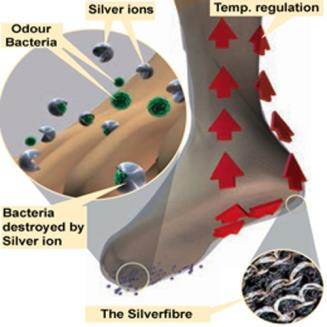 Silver ions
Temp. regulation
Odour
Bacteria
Bacteria
destroyed by
Silver ion
The Silverfibre